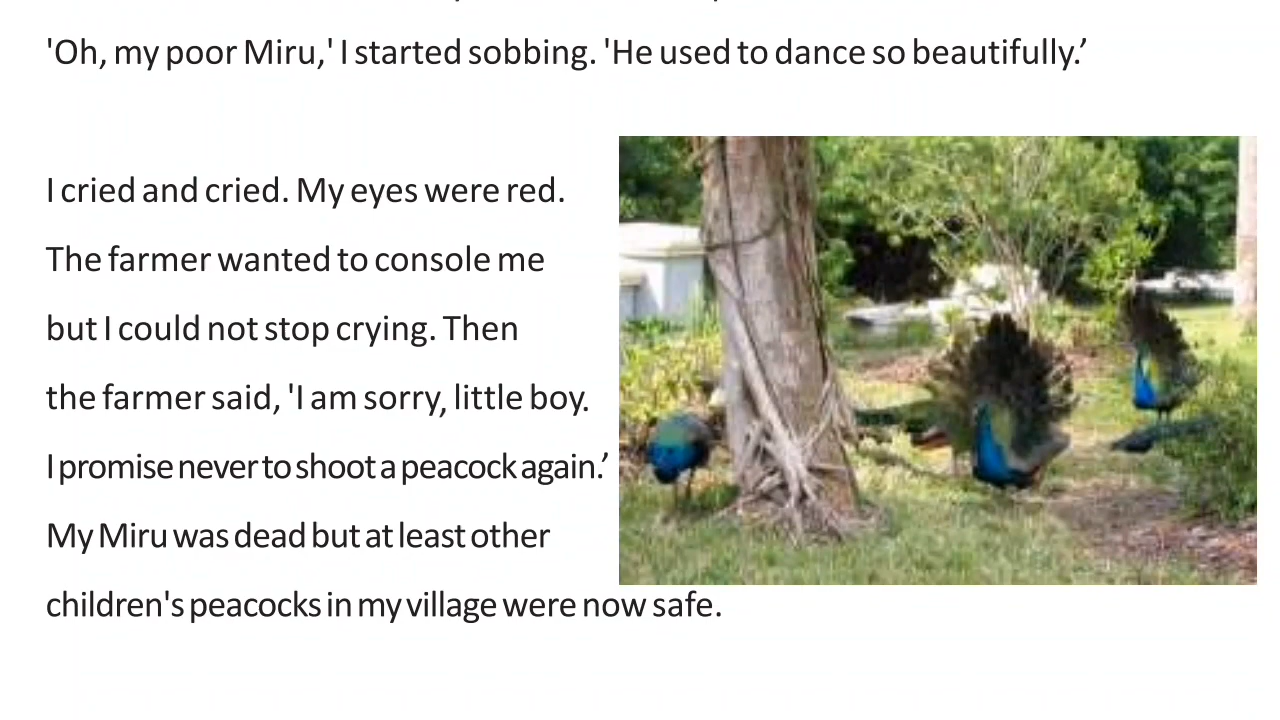 'Oh, my poor Miru,' I started sobbing. 'He used to dance so beautifully.’
I cried and cried. My eyes were red.
The farmer wanted to console me
but I could not stop crying. Then
the farmer said, 'I am sorry, little boy.
I promise never to shoot a peacock again.’
My Miru was dead but at least other
children's peacocks in my village were now safe.